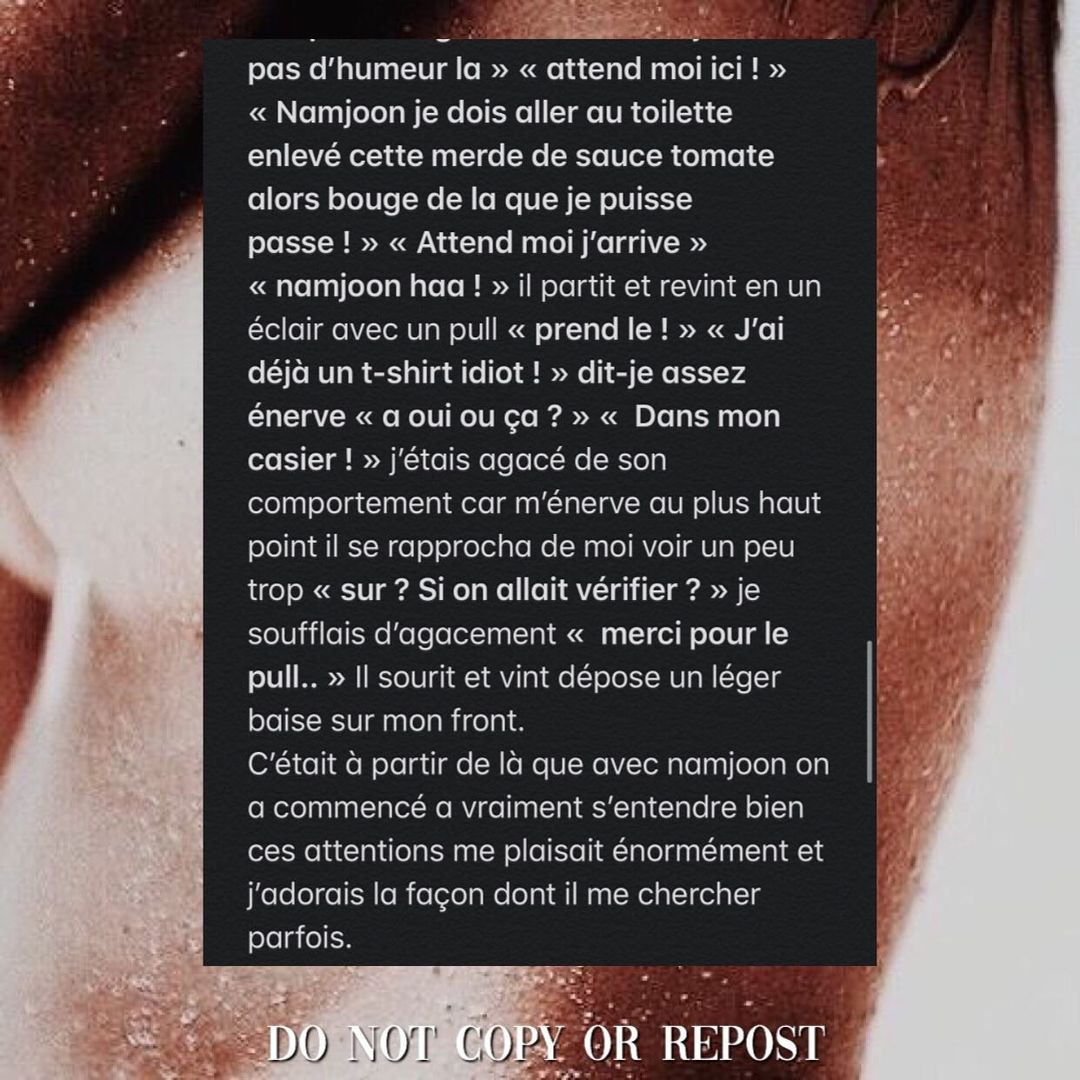 pas d’humeur la » « attend moi ici ! »
« Namjoon je dois aller au toilette
enlevé cette merde de sauce tomate
alors bouge de la que je puisse
passe ! » « Attend moi j’arrive »
« namjoon haa ! » il partit et revint en un
éclair avec un pull « prend le ! » « J’ai
déjà un t-shirt idiot ! » dit-je assez
énerve « a oui ou ça ? » «  Dans mon
casier ! » j’étais agacé de son
comportement car m’énerve au plus haut
point il se rapprocha de moi voir un peu
trop « sur ? Si on allait vérifier ? » je
soufflais d’agacement «  merci pour le
pull.. » Il sourit et vint dépose un léger
baise sur mon front.
C’était à partir de là que avec namjoon on
a commencé a vraiment s’entendre bien
ces attentions me plaisait énormément et
j’adorais la façon dont il me chercher
parfois.
DO NOT COPY OR REPOST